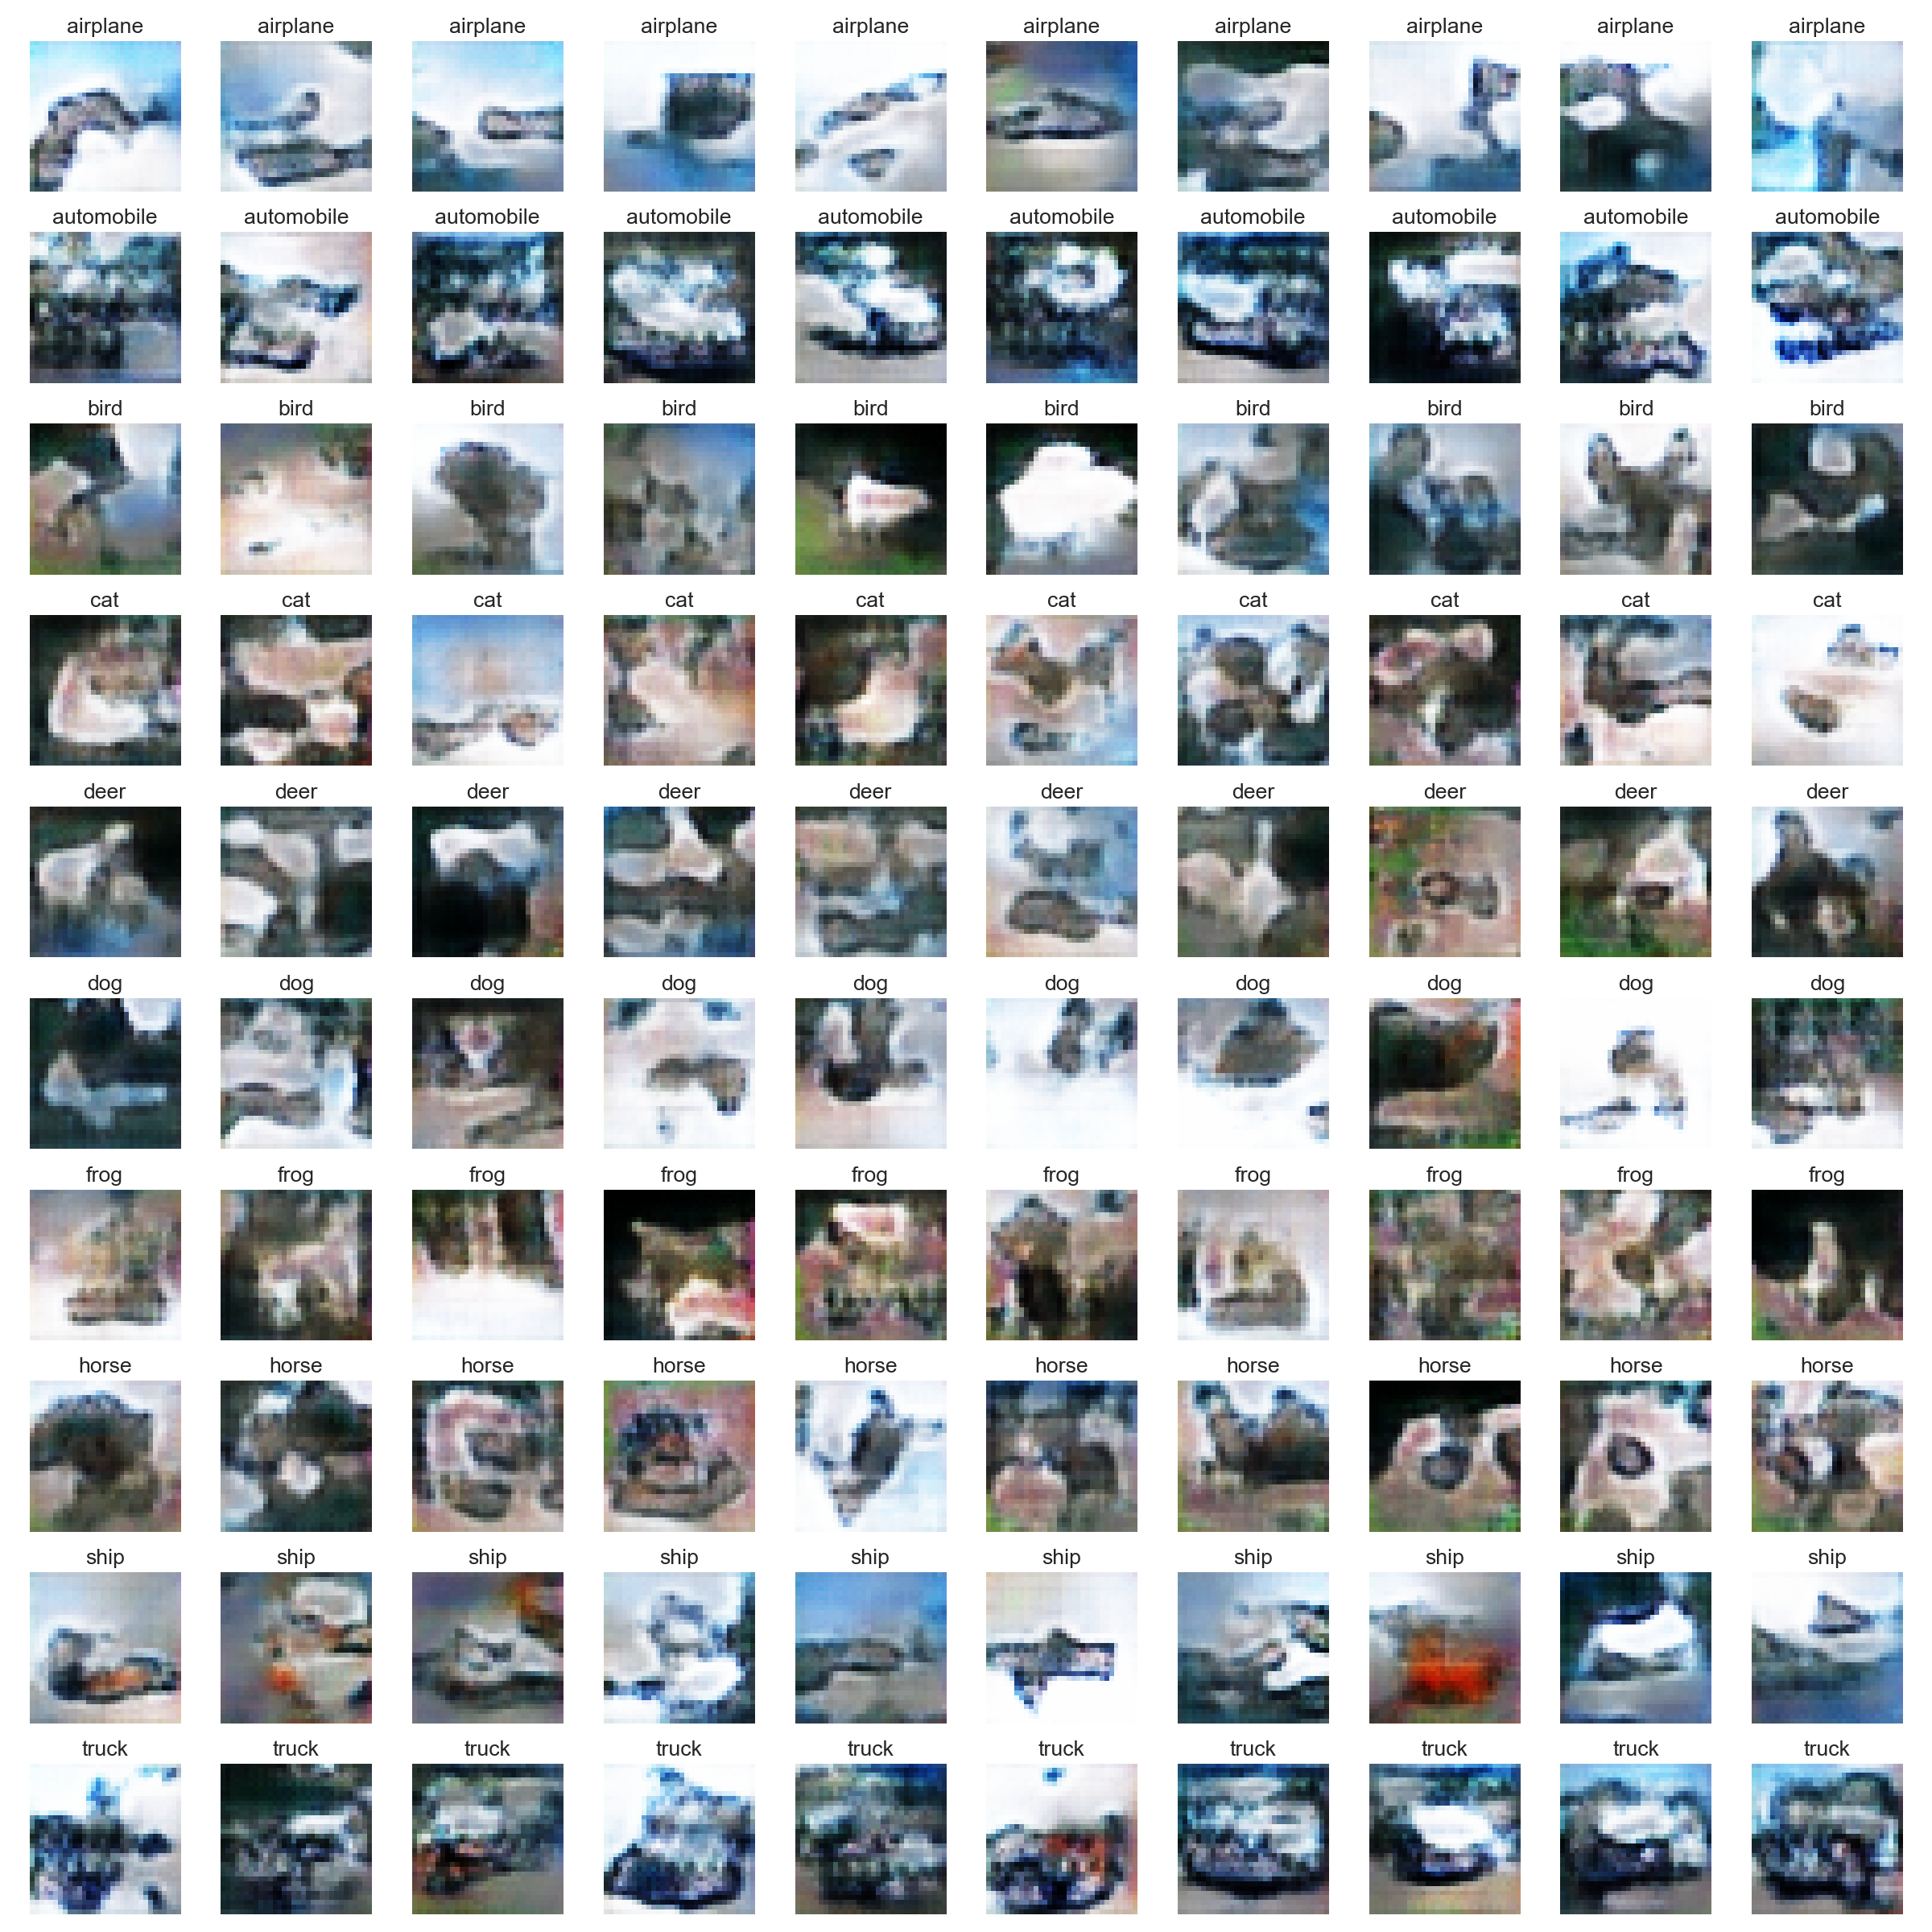 airplane airplane airplane airplane airplane airplane airplane airplane airplane airplane
automobile automobile automobile automobile automobile automobile automobile automobile automobile automobile
bird bird bird bird bird bird bird bird bird bird
cat cat cat cat cat cat cat cat cat cat
deer deer deer deer deer deer deer deer deer deer
dog dog dog dog dog dog dog dog dog dog
frog frog frog frog frog frog frog frog frog frog
horse horse horse horse horse horse horse horse horse horse
ship ship ship ship ship ship ship ship ship ship
truck truck truck truck truck truck truck truck truck truck